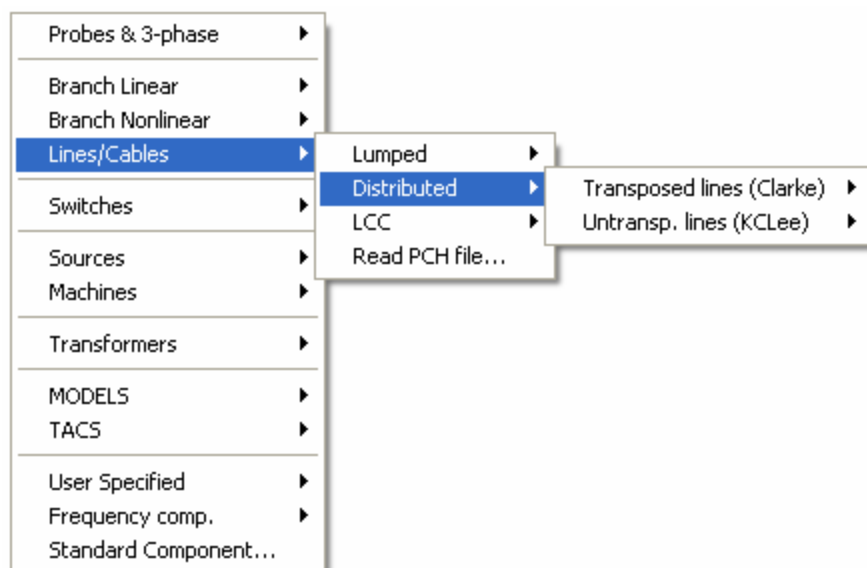 Probes & 3-phase
Branch Linear
Branch Nonlinear
Lines/Cables
Switches
Sources
Machines
Transformers
MODELS
TACS
User Specified
Frequency comp.
Standard Component...
Lumped
Distributed
LCC
Read PCH file...
Transposed lines (Clarke)
Untransp. lines (KCLee)